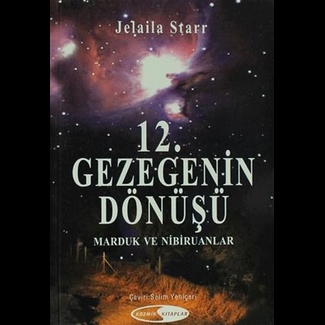 Jelaila Starr
12.
GEZEGENİN
DÖNÜŞÜ
MARDUK VE NİBİRUANLAR
Çeviri: Selim Yeniçeri
KOZMİK KİTAPLAR